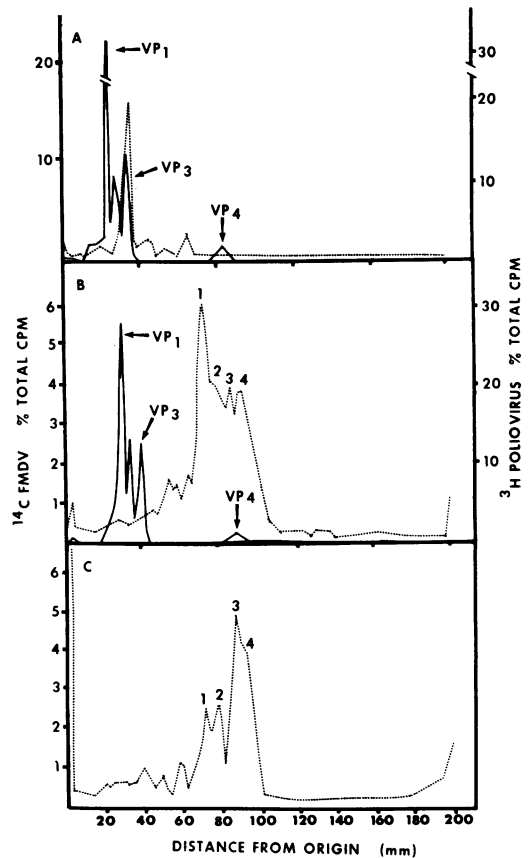 A
20
10
VP1
VP3
VP4
30
20
10
B
6
5
4
3
2
1
VP1
VP3
1
2
3
4
VP4
30
20
10
14C FMDV % TOTAL CPM
3H POLIOVIRUS % TOTAL CPM
C
6
5
4
3
2
1
1
2
3
4
20 40 60 80 100 120 140 160 180 200
DISTANCE FROM ORIGIN (mm)